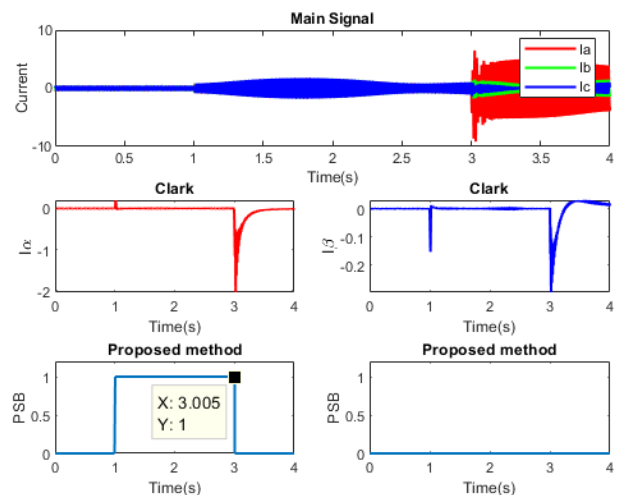 Main Signal
10
0
-10
Current
Ia
Ib
Ic
0 0.5 1 1.5 2 2.5 3 3.5 4
Time(s)
Clark
0
-1
-2
Iα
0 1 2 3 4
Time(s)
Clark
0
-0.1
-0.2
Iβ
0 1 2 3 4
Time(s)
Proposed method
1
0.5
0
PSB
X: 3.005
Y: 1
0 1 2 3 4
Time(s)
Proposed method
1
0.5
0
PSB
0 1 2 3 4
Time(s)